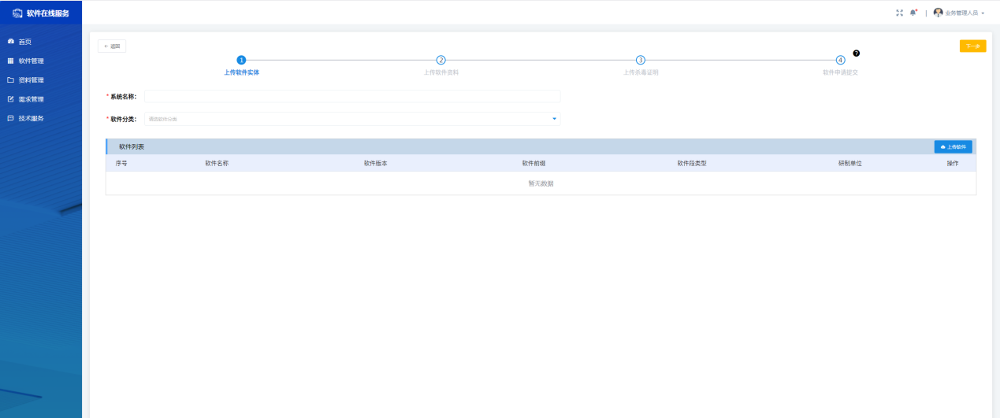 软件在线服务
业务管理人员
首页
软件管理
资料管理
需求管理
技术服务
← 返回
下一步
1 2 3 4 ?
上传软件实体 上传软件资料 上传杀毒证明 软件申请提交
* 系统名称:
* 软件分类: 请选软件分类
软件列表 上传软件
序号 软件名称 软件版本 软件前缀 软件段类型 研制单位 操作
暂无数据